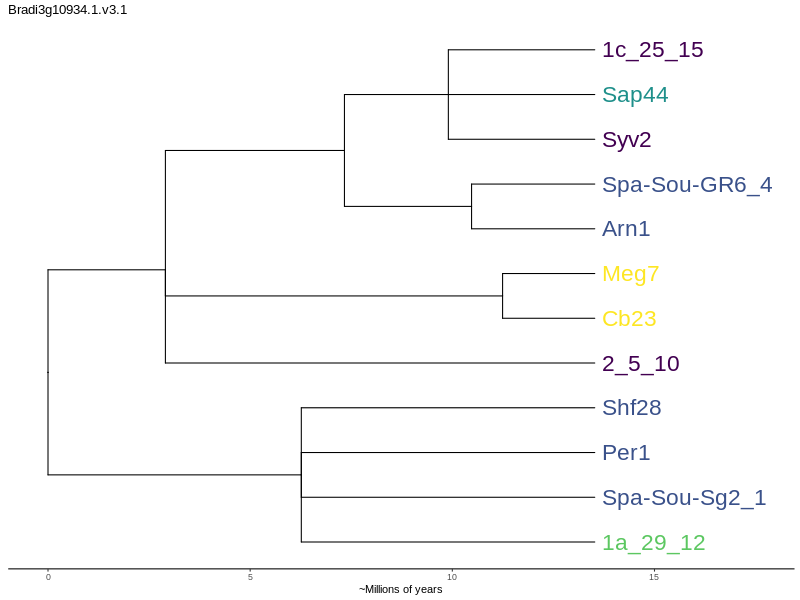 Bradi3g10934.1.v3.1
1c_25_15
Sap44
Syv2
Spa-Sou-GR6_4
Arn1
Meg7
Cb23
2_5_10
Shf28
Per1
Spa-Sou-Sg2_1
1a_29_12
0 5 10 15
~Millions of years